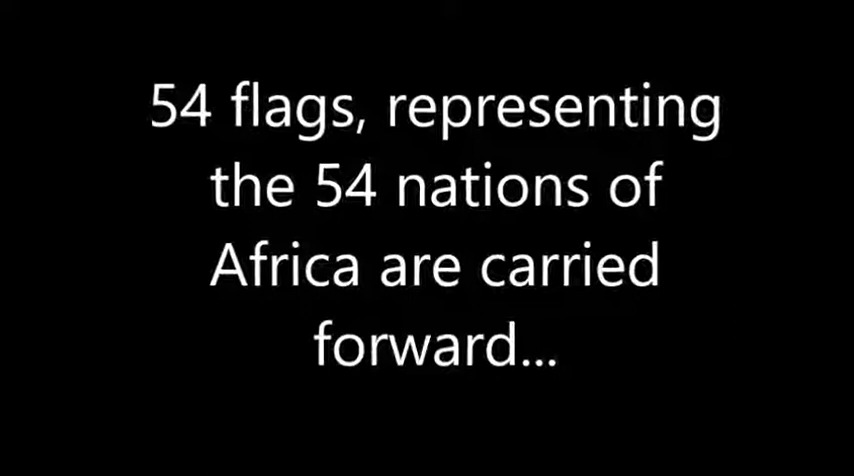 54 flags, representing
the 54 nations of
Africa are carried
forward...